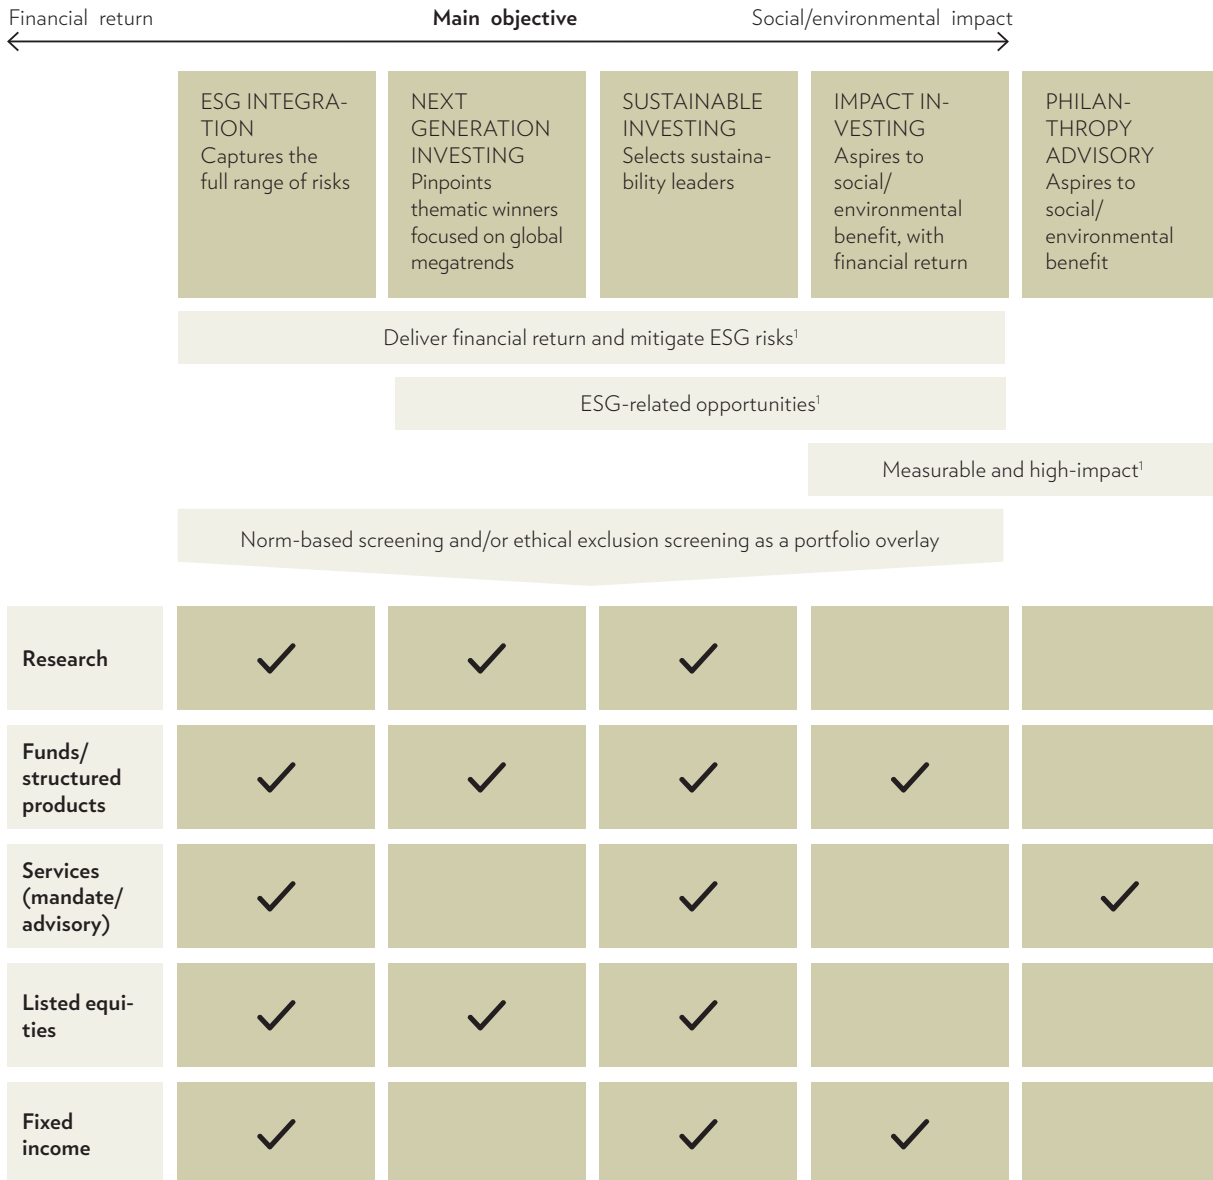 Financial return
Main objective
Social/environmental impact
ESG INTEGRA-
TION
Captures the
full range of risks
NEXT
GENERATION
INVESTING
Pinpoints
thematic winners
focused on global
megatrends
SUSTAINABLE
INVESTING
Selects sustaina-
bility leaders
IMPACT IN-
VESTING
Aspires to
social/
environmental
benefit, with
financial return
PHILAN-
THROPY
ADVISORY
Aspires to
social/
environmental
benefit
Deliver financial return and mitigate ESG risks¹
ESG-related opportunities¹
Measurable and high-impact¹
Norm-based screening and/or ethical exclusion screening as a portfolio overlay
Research
Funds/
structured
products
Services
(mandate/
advisory)
Listed equi-
ties
Fixed
income